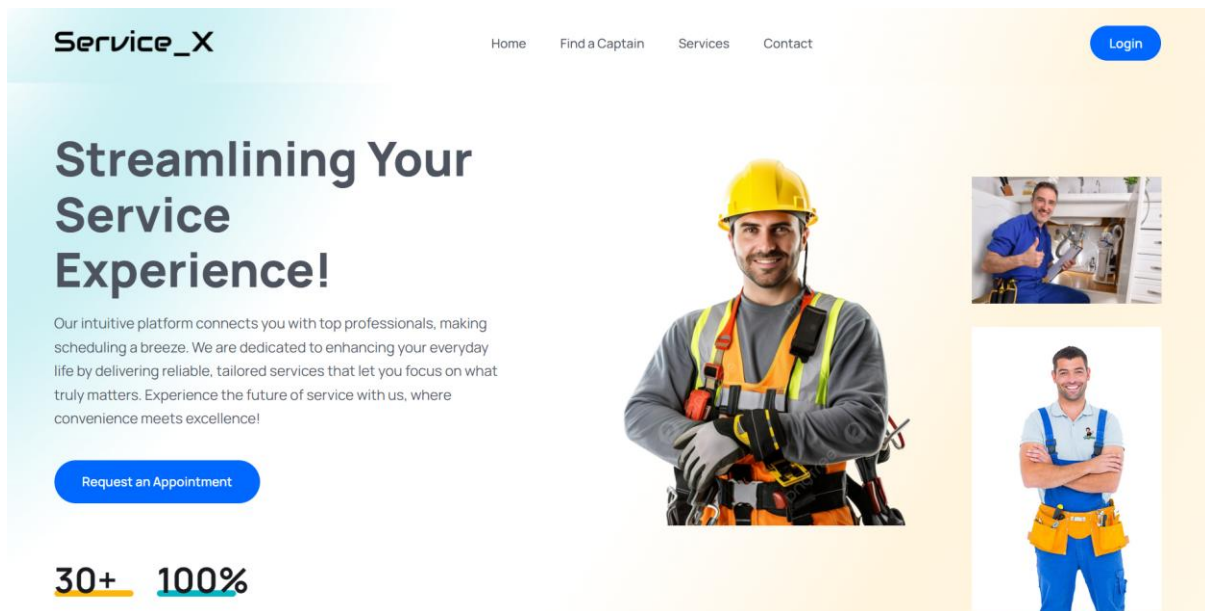 Service_X
Home Find a Captain Services Contact
Login
Streamlining Your
Service
Experience!
Our intuitive platform connects you with top professionals, making
scheduling a breeze. We are dedicated to enhancing your everyday
life by delivering reliable, tailored services that let you focus on what
truly matters. Experience the future of service with us, where
convenience meets excellence!
Request an Appointment
30+ 100%